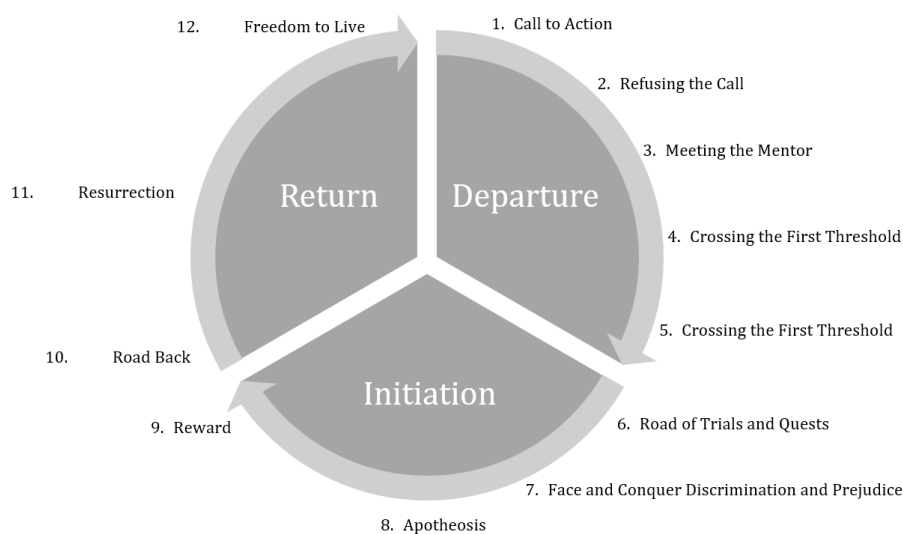 1. Call to Action
2. Refusing the Call
3. Meeting the Mentor
4. Crossing the First Threshold
5. Crossing the First Threshold
6. Road of Trials and Quests
7. Face and Conquer Discrimination and Prejudice
8. Apotheosis
9. Reward
10. Road Back
11. Resurrection
12. Freedom to Live
Departure
Initiation
Return